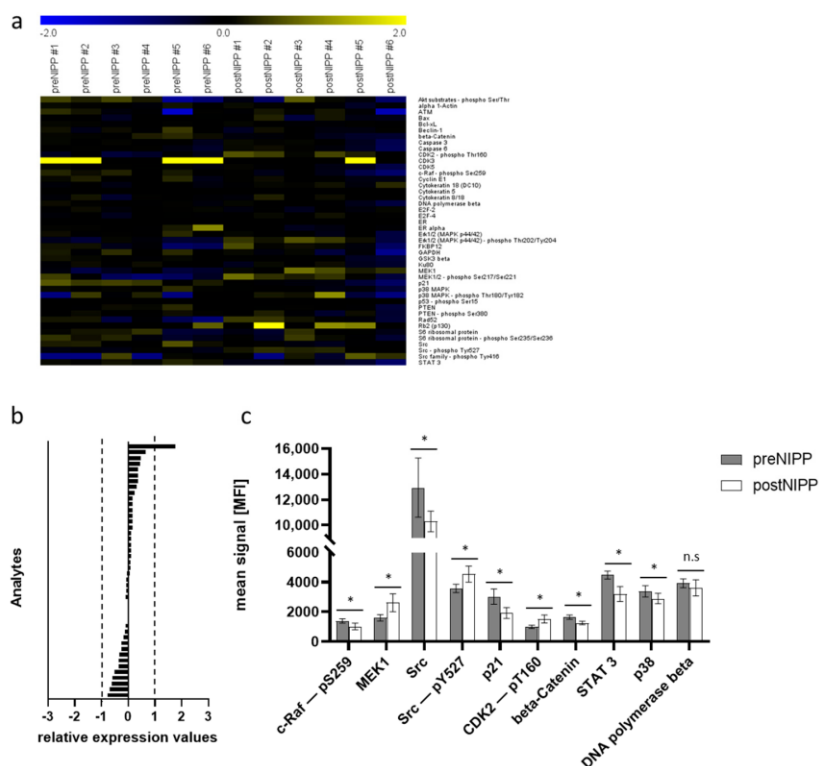 a
-2.0 0.0 2.0
preNIPP #1
preNIPP #2
preNIPP #3
preNIPP #4
preNIPP #5
preNIPP #6
postNIPP #1
postNIPP #2
postNIPP #3
postNIPP #4
postNIPP #5
postNIPP #6
Akt substrates - phospho Ser/Thr
alpha 1-Actin
ATM
Bax
Bcl-xL
Beclin-1
beta-Catenin
Caspase 3
Caspase 6
CDK2 - phospho Thr160
CDK3
CDK5
c-Raf - phospho Ser259
Cyclin E1
Cytokeratin 18 (DC10)
Cytokeratin 5
Cytokeratin 8/18
DNA polymerase beta
E2F-2
E2F-4
ER
ER alpha
Erk1/2 (MAPK p44/42)
Erk1/2 (MAPK p44/42) - phospho Thr202/Tyr204
FKBP12
GAPDH
GSK3 beta
Ku80
MEK1
MEK1/2 - phospho Ser217/Ser221
p21
p38 MAPK
p38 MAPK - phospho Thr180/Tyr182
p53 - phospho Ser15
PTEN
PTEN - phospho Ser380
Rad52
Rb2 (p130)
S6 ribosomal protein
S6 ribosomal protein - phospho Ser235/Ser236
Src
Src - phospho Tyr527
Src family - phospho Tyr416
STAT 3
b
Analytes
-3 -2 -1 0 1 2 3
relative expression values
c
mean signal [MFI]
16,000
14,000
12,000
10,000
6000
4000
2000
0
* * * * * * * * * n.s
c-Raf — pS259
MEK1
Src
Src — pY527
p21
CDK2 — pT160
beta-Catenin
STAT 3
p38
DNA polymerase beta
preNIPP
postNIPP